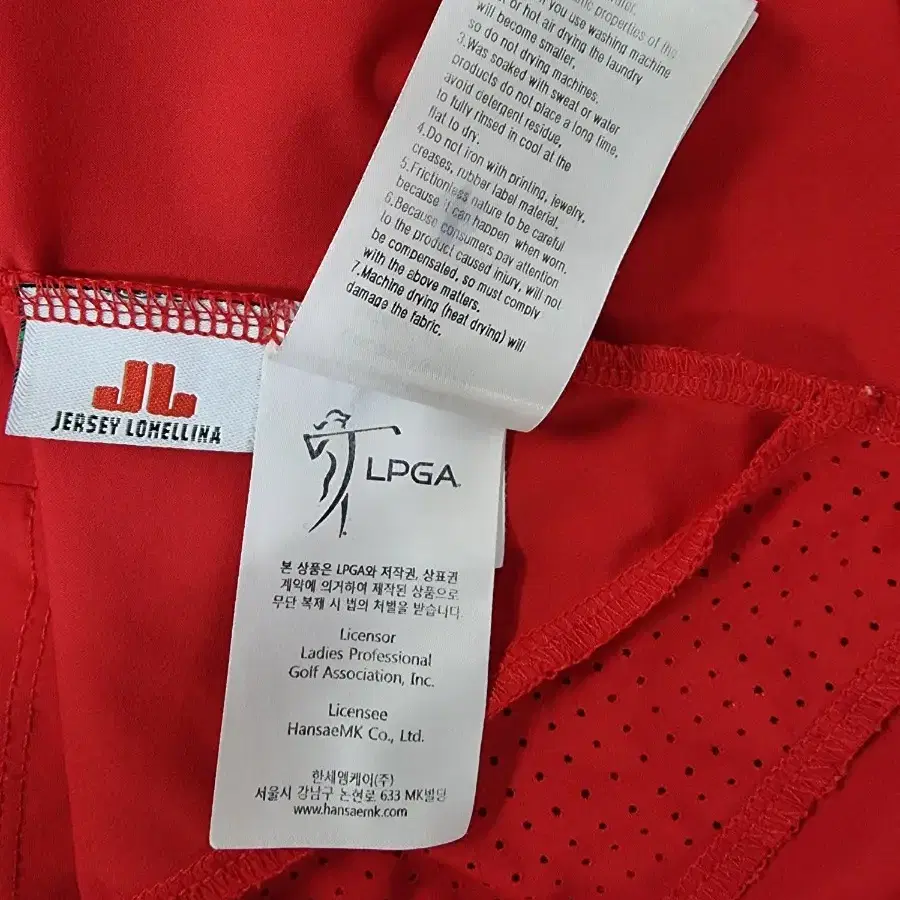 properties of the
you use washing machine
or hot air drying the laundry
will become smaller.
so do not drying machines.
3.Was soaked with sweat or water
products do not place a long time,
avoid detergent residue,
to fully rinsed in cool at the
flat to dry.
4.Do not iron with printing, jewelry,
creases, rubber label material.
5.Frictionless nature to be careful
because it can happen when worn.
6.Because consumers pay attention
to the product caused injury, will not
be compensated, so must comply
with the above matters.
7.Machine drying (heat drying) will
damage the fabric.
JL
JERSEY LOMELLINA
LPGA
본 상품은 LPGA와 저작권, 상표권
계약에 의거하여 제작된 상품으로
무단 복제 시 법의 처벌을 받습니다.
Licensor
Ladies Professional
Golf Association, Inc.
Licensee
HansaeMK Co., Ltd.
한세엠케이(주)
서울시 강남구 논현로 633 MK빌딩
www.hansaemk.com